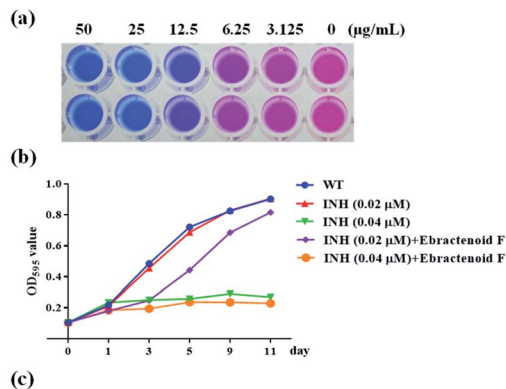 (a)
50 25 12.5 6.25 3.125 0 (µg/mL)
(b)
OD595 value
1.0
0.8
0.6
0.4
0.2
0 1 3 5 9 11 day
WT
INH (0.02 µM)
INH (0.04 µM)
INH (0.02 µM)+Ebractenoid F
INH (0.04 µM)+Ebractenoid F
(c)